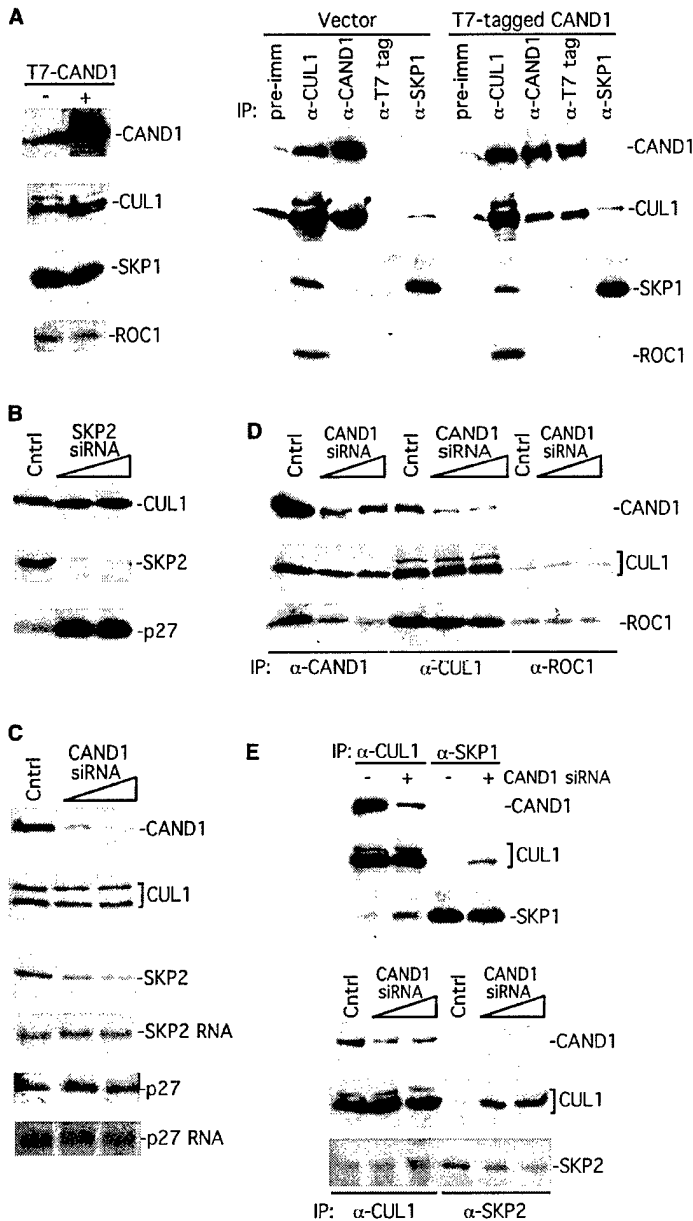 A
T7-CAND1
- +
-CAND1
-CUL1
-SKP1
-ROC1
Vector
T7-tagged CAND1
IP:
pre-imm
α-CUL1
α-CAND1
α-T7 tag
α-SKP1
pre-imm
α-CUL1
α-CAND1
α-T7 tag
α-SKP1
-CAND1
-CUL1
-SKP1
-ROC1
B
Cntrl
SKP2
siRNA
-CUL1
-SKP2
-p27
D
Cntrl
CAND1
siRNA
Cntrl
CAND1
siRNA
Cntrl
CAND1
siRNA
-CAND1
]CUL1
-ROC1
IP: α-CAND1 α-CUL1 α-ROC1
C
Cntrl
CAND1
siRNA
-CAND1
]CUL1
-SKP2
-SKP2 RNA
-p27
-p27 RNA
E
IP: α-CUL1 α-SKP1
- + - + CAND1 siRNA
-CAND1
]CUL1
-SKP1
Cntrl
CAND1
siRNA
Cntrl
CAND1
siRNA
-CAND1
]CUL1
-SKP2
IP: α-CUL1 α-SKP2